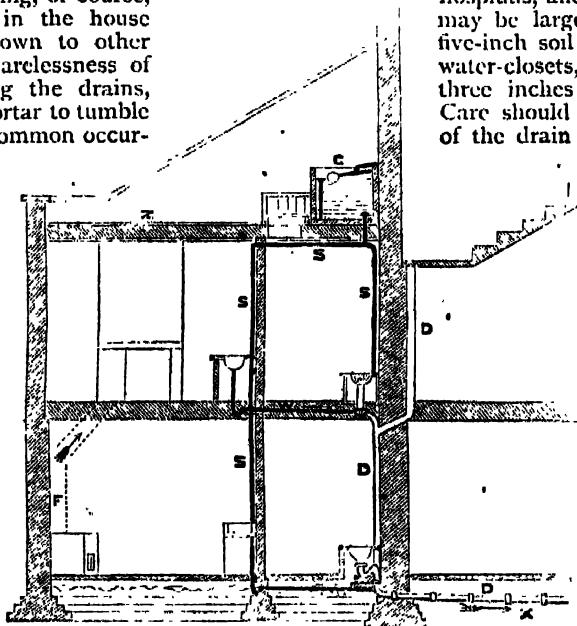 ing, or course,
in the house
own to other
arelessness of
g the drains,
ortar to tumble
ommon occur-
may be large
five-inch soil
water-closets,
three inches
Care should
of the drain
C
S
S
S
D
S
D
F
D
X